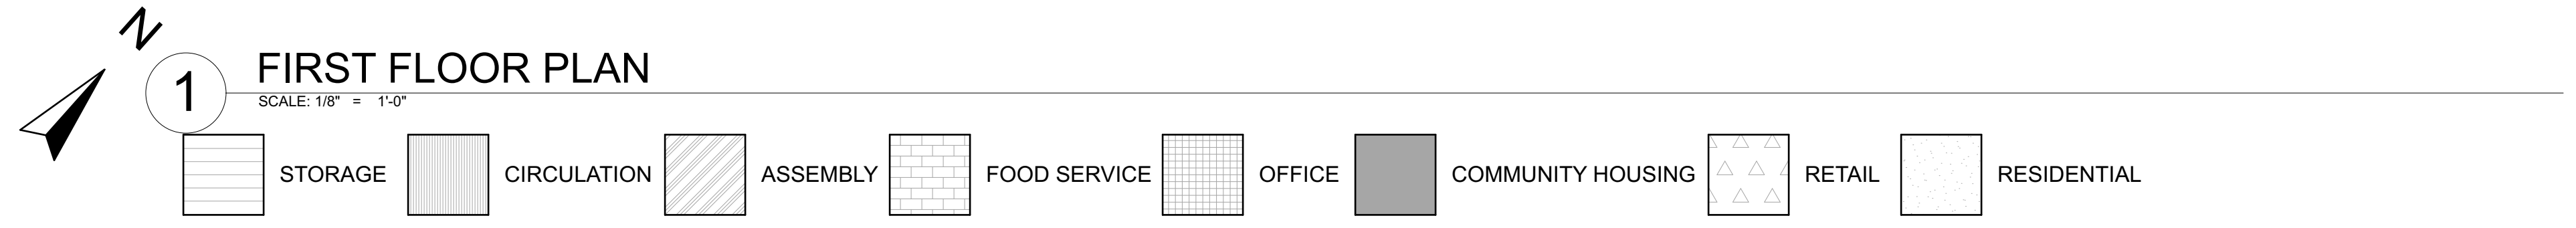 N
1
FIRST FLOOR PLAN
SCALE: 1/8" = 1'-0"
STORAGE
CIRCULATION
ASSEMBLY
FOOD SERVICE
OFFICE
COMMUNITY HOUSING
RETAIL
RESIDENTIAL